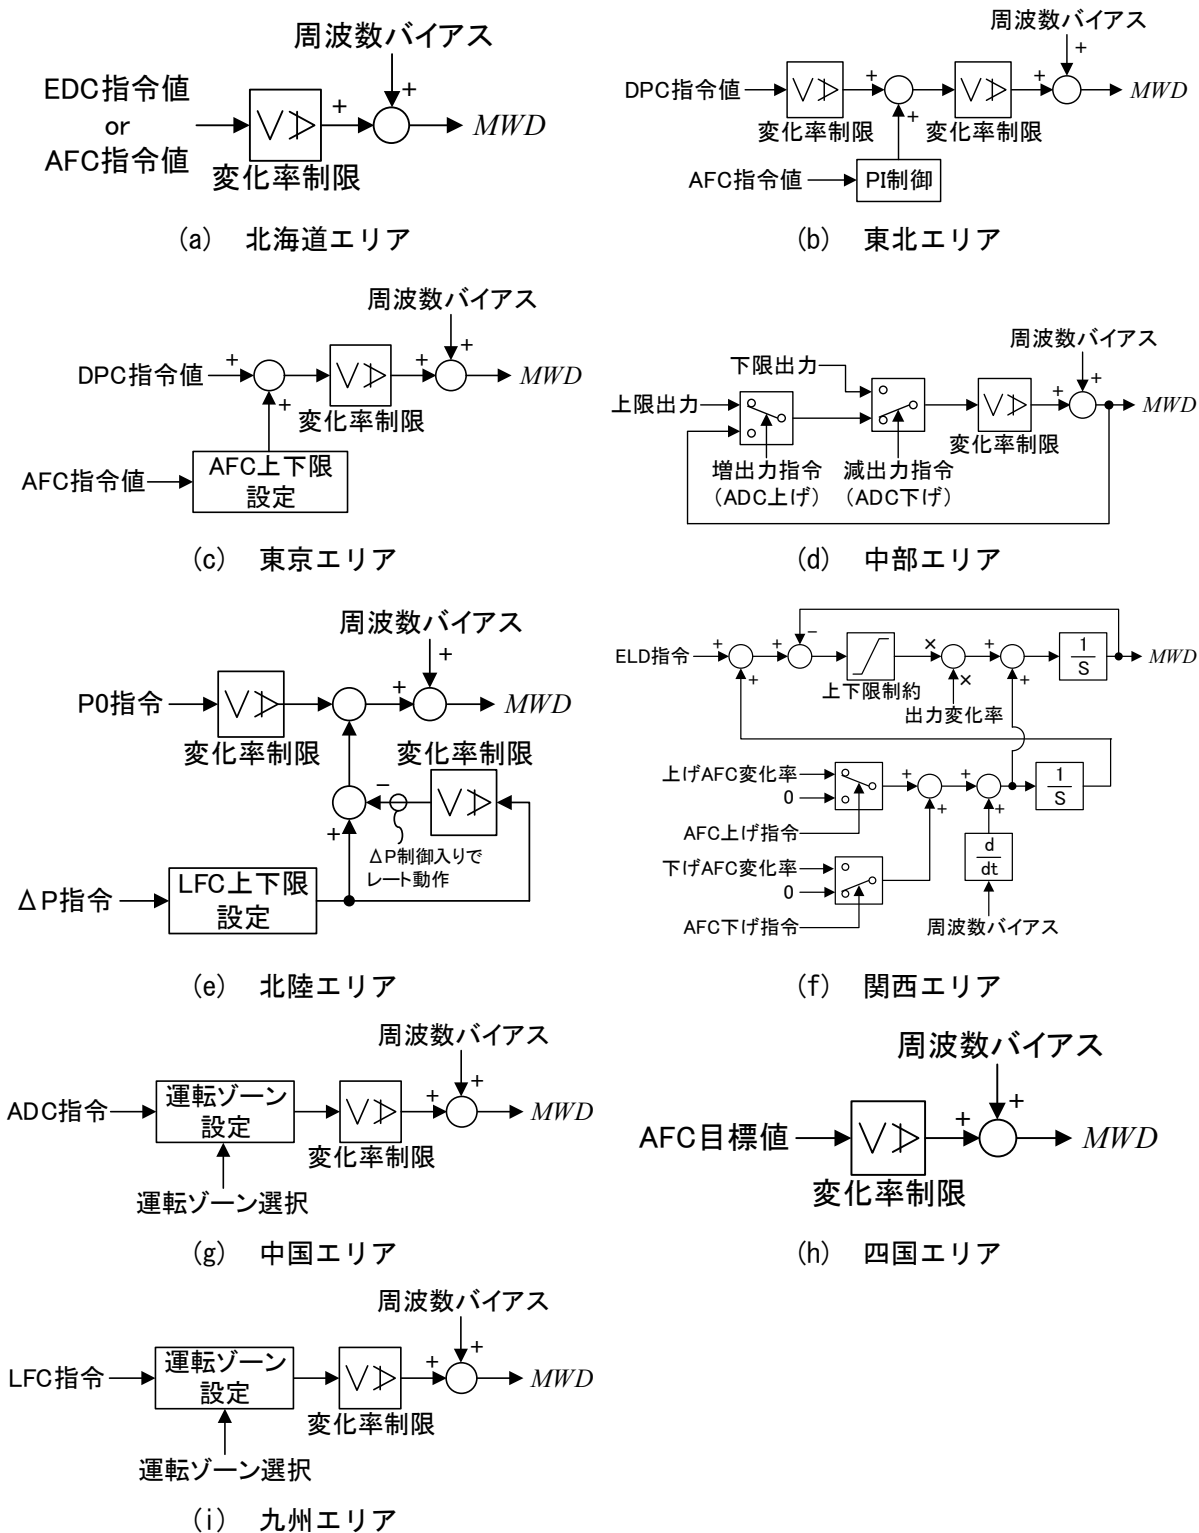 周波数バイアス
EDC指令値
or
AFC指令値
+
+
MWD
変化率制限
(a) 北海道エリア
周波数バイアス
DPC指令値
+
+
+
+
MWD
変化率制限
変化率制限
AFC指令値
PI制御
(b) 東北エリア
周波数バイアス
DPC指令値
+
+
+
+
MWD
変化率制限
AFC指令値
AFC上下限
設定
(c) 東京エリア
周波数バイアス
下限出力
上限出力
+
+
MWD
変化率制限
増出力指令
(ADC上げ)
減出力指令
(ADC下げ)
(d) 中部エリア
周波数バイアス
P0指令
+
+
MWD
変化率制限
変化率制限
−
+
ΔP制御入りで
レート動作
ΔP指令
LFC上下限
設定
(e) 北陸エリア
ELD指令
+
+
+
−
×
×
+
+
1
S
MWD
上下限制約
出力変化率
上げAFC変化率
0
AFC上げ指令
下げAFC変化率
0
AFC下げ指令
+
+
+
+
1
S
d
dt
周波数バイアス
(f) 関西エリア
周波数バイアス
ADC指令
運転ゾーン
設定
+
+
MWD
変化率制限
運転ゾーン選択
(g) 中国エリア
周波数バイアス
AFC目標値
+
+
MWD
変化率制限
(h) 四国エリア
周波数バイアス
LFC指令
運転ゾーン
設定
+
+
MWD
変化率制限
運転ゾーン選択
(i) 九州エリア